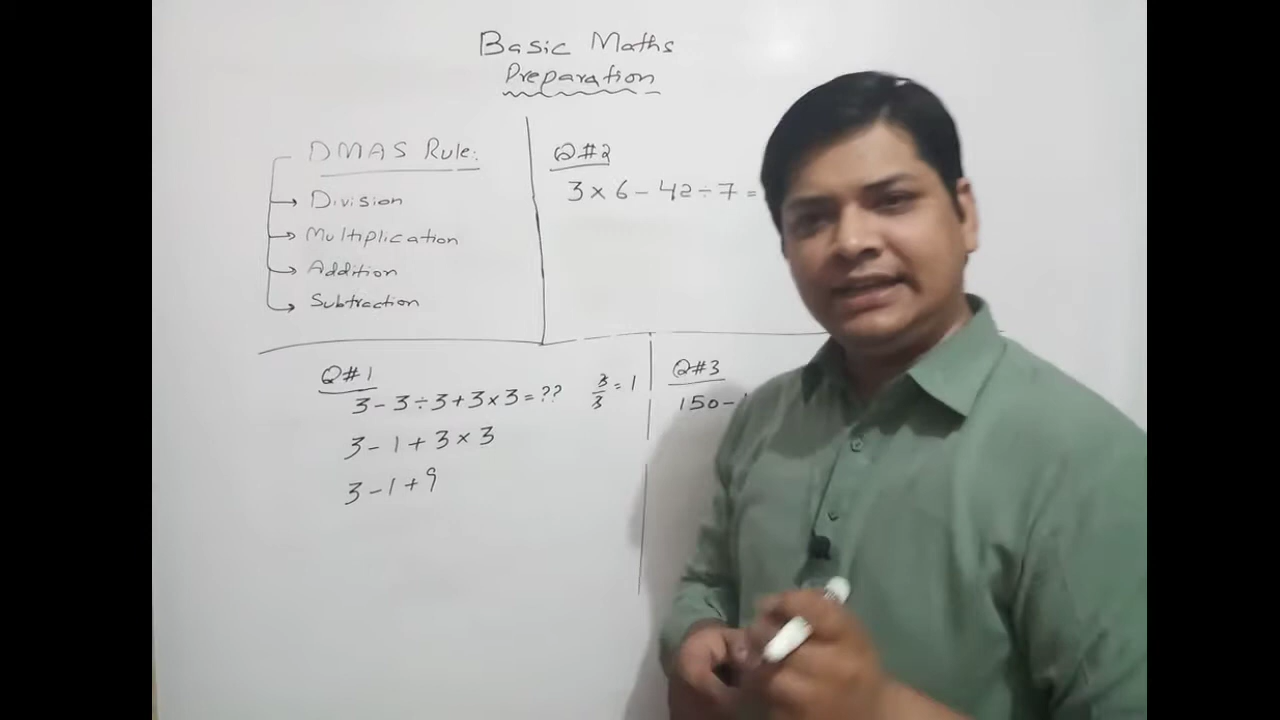 Basic Maths
Preparation
DMAS Rule:
Division
Multiplication
Addition
Subtraction
Q#2
3×6-42÷7=
Q#1
3-3÷3+3×3=??
3/3=1
3-1+3×3
3-1+9
Q#3
150-